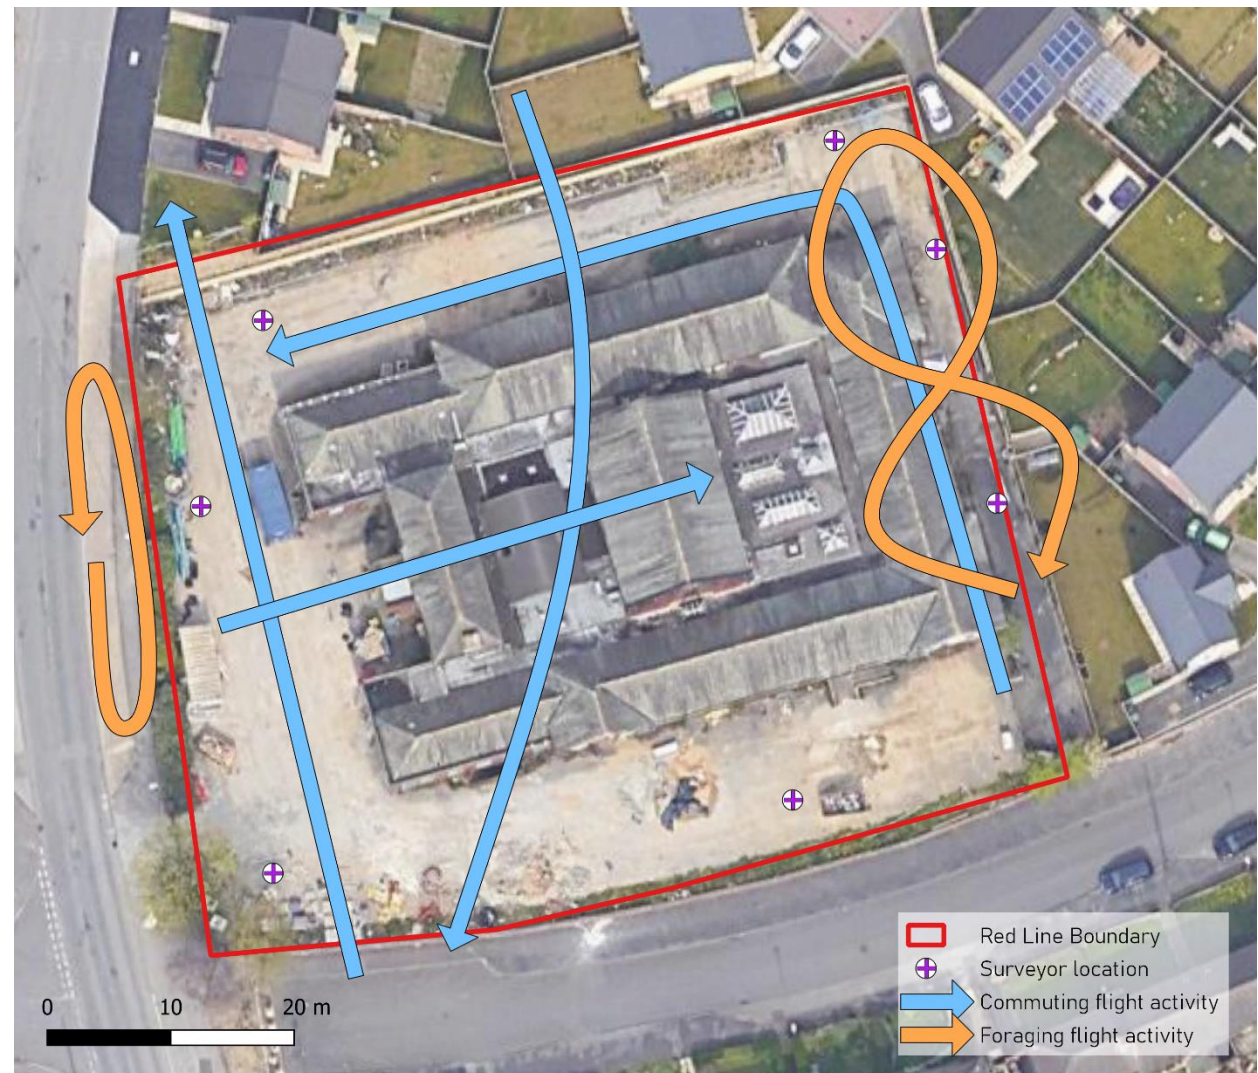 Red Line Boundary
Surveyor location
Commuting flight activity
Foraging flight activity
0 10 20 m